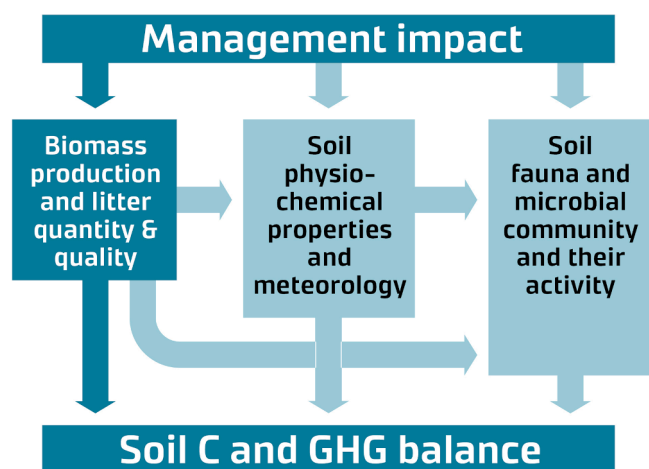 Management impact
Biomass
production
and litter
quantity &
quality
Soil
physio-
chemical
properties
and
meteorology
Soil
fauna and
microbial
community
and their
activity
Soil C and GHG balance